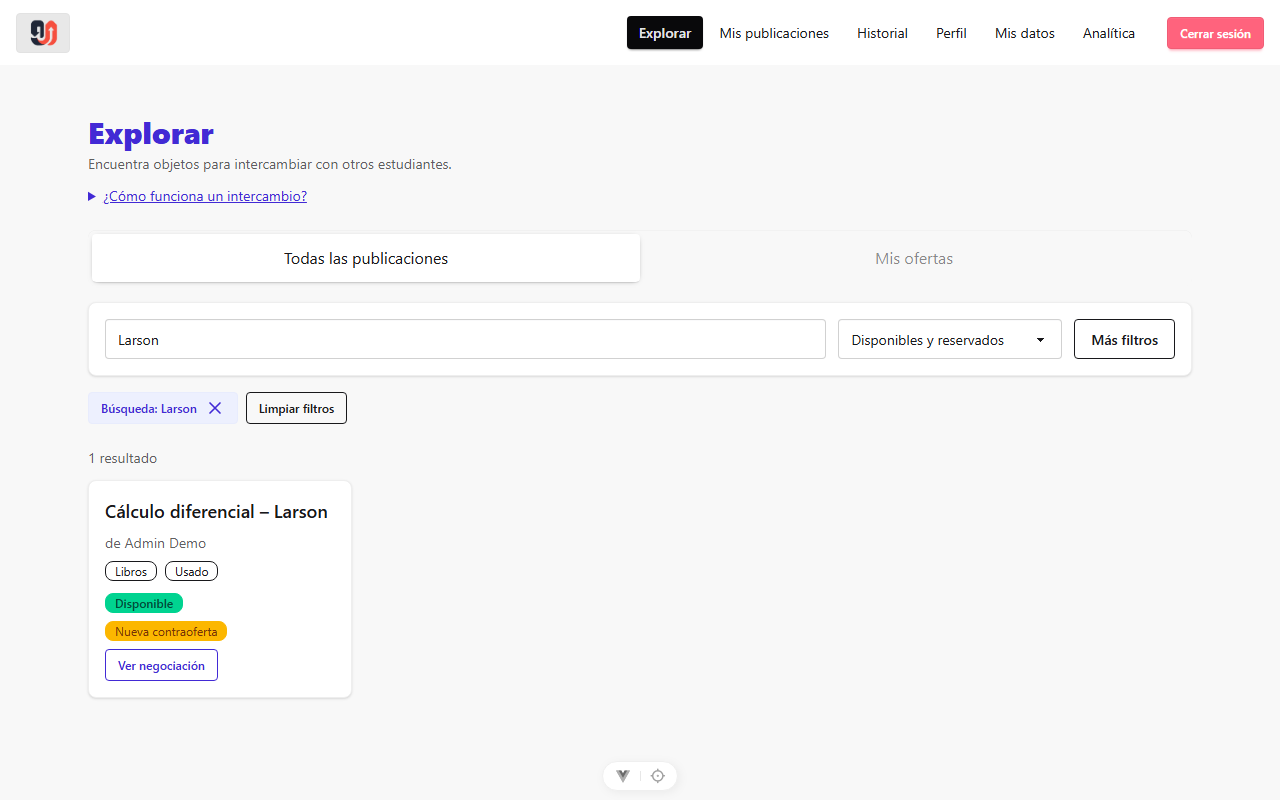 Explorar
Mis publicaciones
Historial
Perfil
Mis datos
Analítica
Cerrar sesión
Explorar
Encuentra objetos para intercambiar con otros estudiantes.
¿Cómo funciona un intercambio?
Todas las publicaciones
Mis ofertas
Larson
Disponibles y reservados
Más filtros
Búsqueda: Larson
Limpiar filtros
1 resultado
Cálculo diferencial – Larson
de Admin Demo
Libros
Usado
Disponible
Nueva contraoferta
Ver negociación